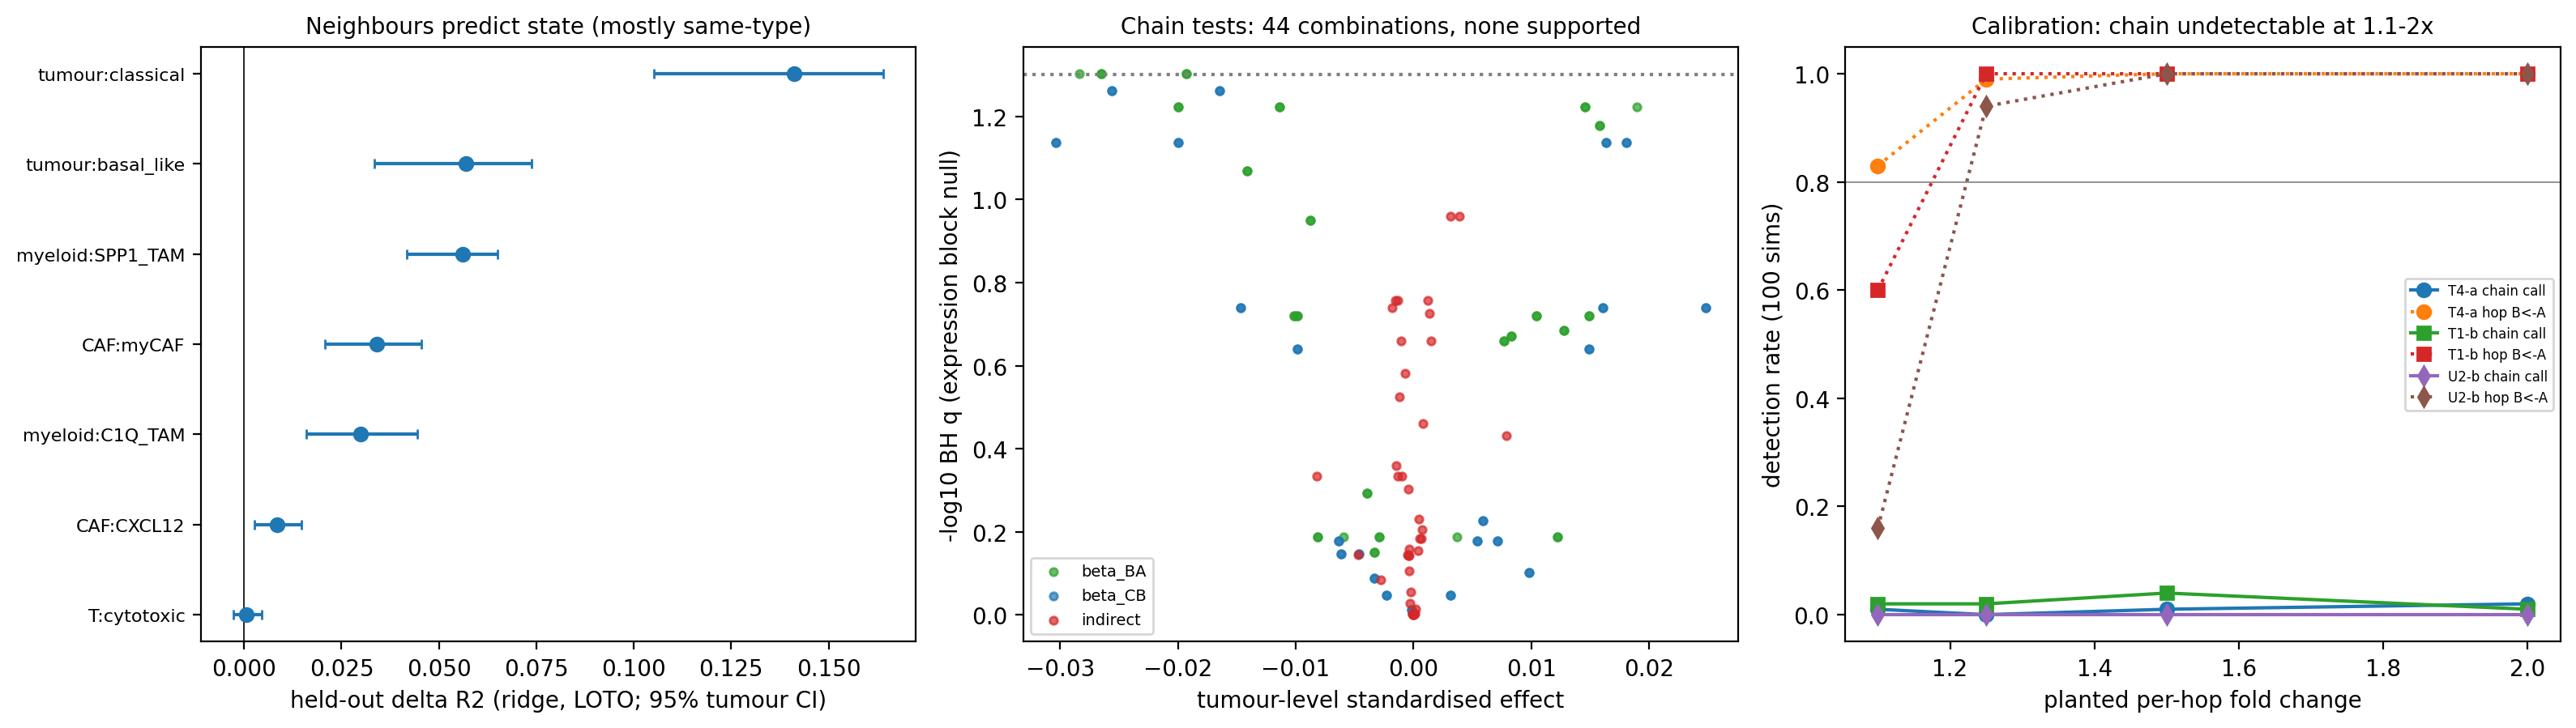 Neighbours predict state (mostly same-type)
tumour:classical
tumour:basal_like
myeloid:SPP1_TAM
CAF:myCAF
myeloid:C1Q_TAM
CAF:CXCL12
T:cytotoxic
0.000 0.025 0.050 0.075 0.100 0.125 0.150
held-out delta R2 (ridge, LOTO; 95% tumour CI)
Chain tests: 44 combinations, none supported
-log10 BH q (expression block null)
1.2
1.0
0.8
0.6
0.4
0.2
0.0
beta_BA
beta_CB
indirect
−0.03 −0.02 −0.01 0.00 0.01 0.02
tumour-level standardised effect
Calibration: chain undetectable at 1.1-2x
detection rate (100 sims)
1.0
0.8
0.6
0.4
0.2
0.0
T4-a chain call
T4-a hop B<-A
T1-b chain call
T1-b hop B<-A
U2-b chain call
U2-b hop B<-A
1.2 1.4 1.6 1.8 2.0
planted per-hop fold change